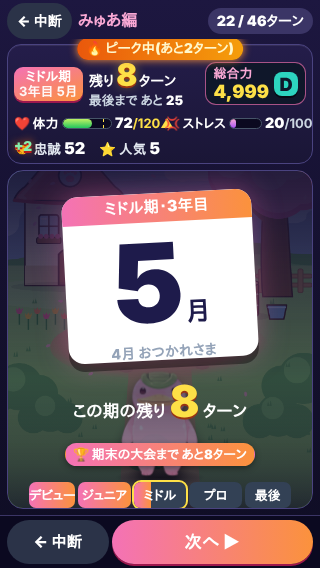 ← 中断 みゅあ編 22 / 46ターン
🔥 ピーク中(あと2ターン)
ミドル期
3年目 5月
残り8ターン
最後まで あと 25
総合力
4,999 D
❤️ 体力 72/120 ストレス 20/100
+2 忠誠 52 ⭐ 人気 5
ミドル期・3年目
5月
4月 おつかれさま
この期の残り 8 ターン
🏆 期末の大会まで あと8ターン
デビュー ジュニア ミドル プロ 最後
← 中断 次へ ▶